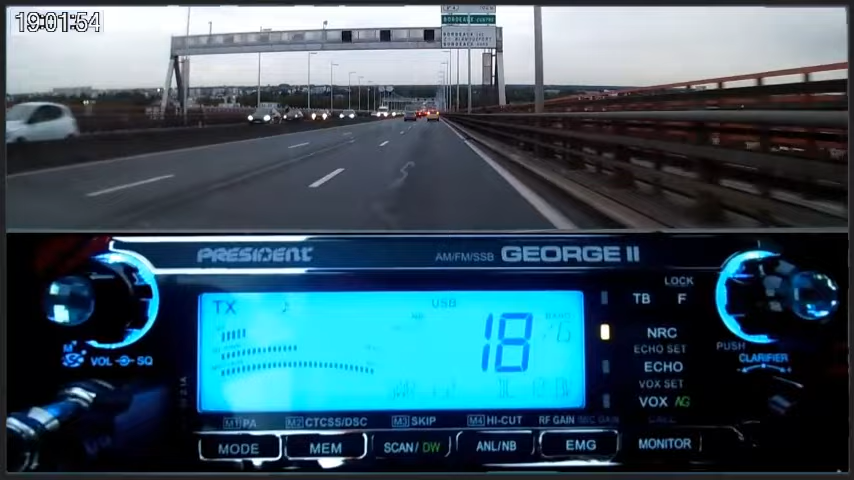 19:01:54
BORDEAUX CENTRE
PRESIDENT
AM/FM/SSB GEORGE II
LOCK
TB F
TX
USB
18
NRC
ECHO SET
ECHO
VOX SET
VOX AG
PUSH
CLARIFIER
M
VOL SQ
M1 PA
M2 CTCSS/DSC
M3 SKIP
M4 HI-CUT
RF GAIN
MIC GAIN
MODE
MEM
SCAN/ DW
ANL/NB
EMG
MONITOR